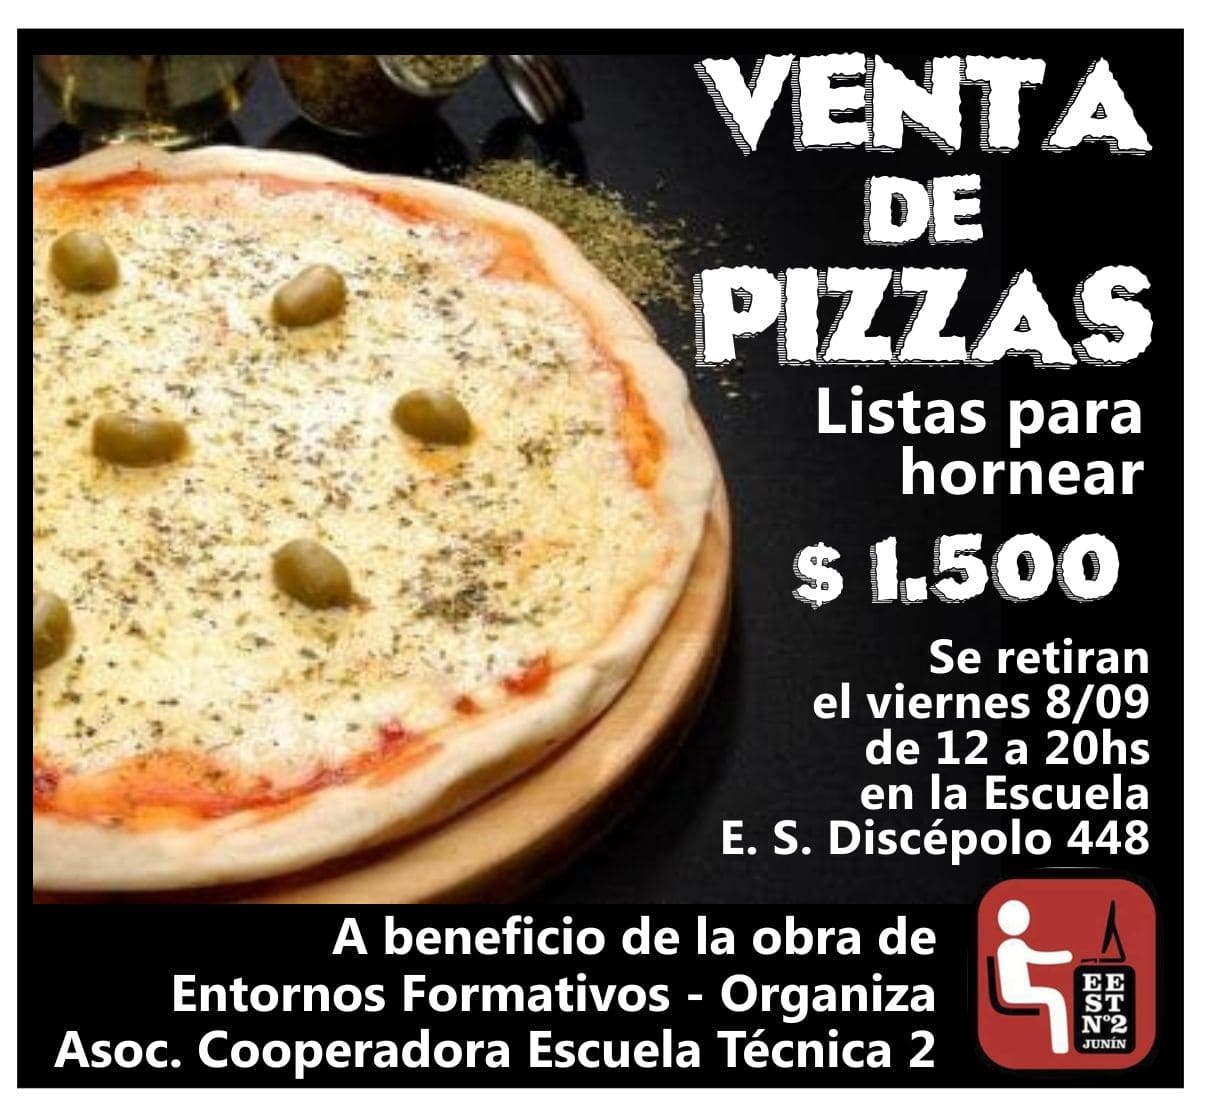 VENTA
DE
PIZZAS
Listas para
hornear
$ 1.500
Se retiran
el viernes 8/09
de 12 a 20hs
en la Escuela
E. S. Discépolo 448
A beneficio de la obra de
Entornos Formativos - Organiza
Asoc. Cooperadora Escuela Técnica 2
EE
ST
Nº2
JUNÍN